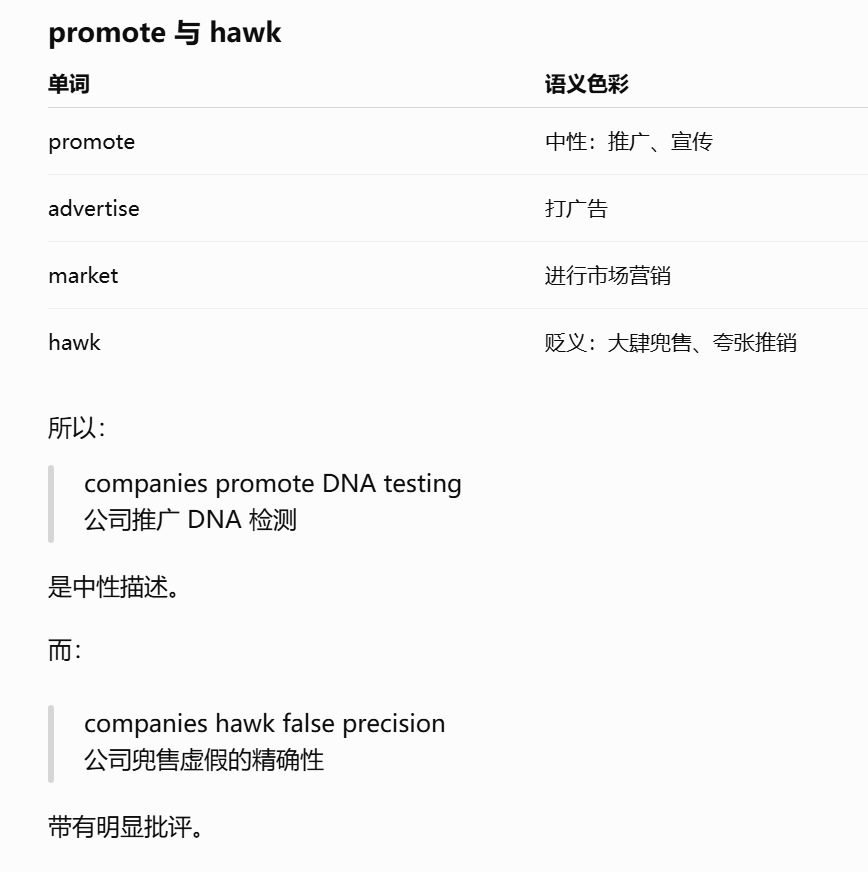 promote 与 hawk
单词 语义色彩
promote 中性：推广、宣传
advertise 打广告
market 进行市场营销
hawk 贬义：大肆兜售、夸张推销
所以：
companies promote DNA testing
公司推广 DNA 检测
是中性描述。
而：
companies hawk false precision
公司兜售虚假的精确性
带有明显批评。